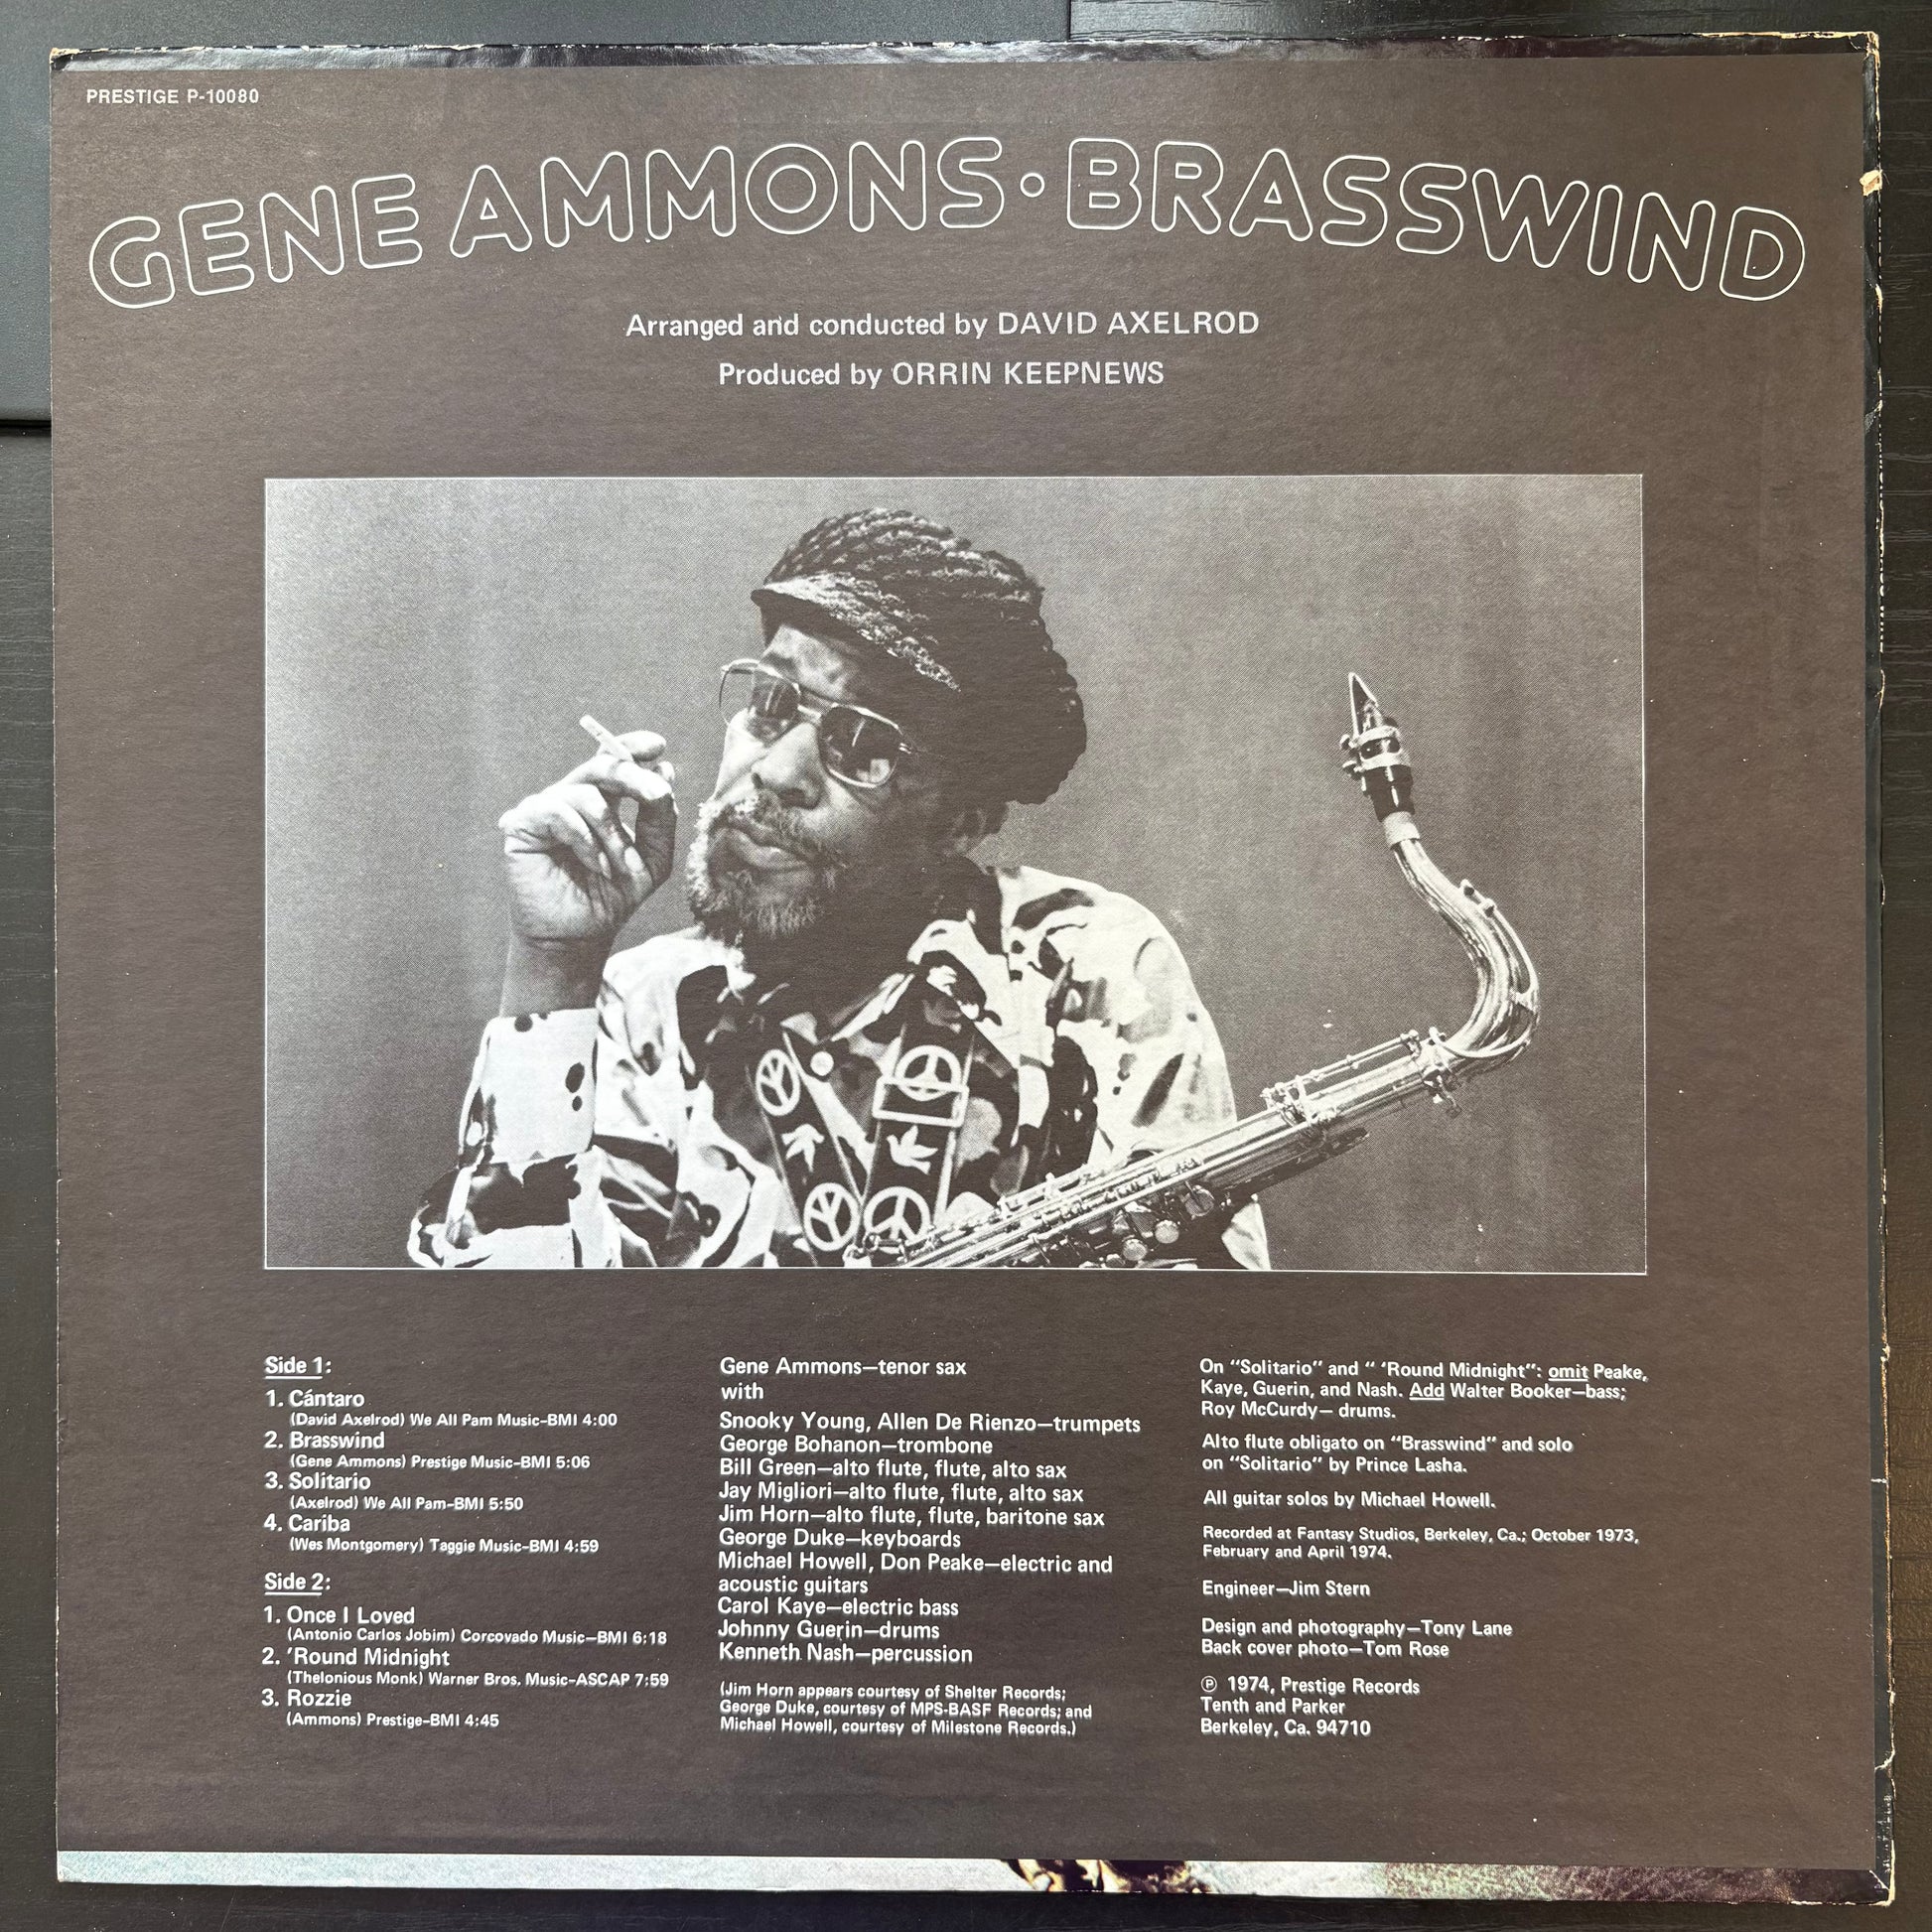 PRESTIGE P-10080
GENE AMMONS · BRASSWIND
Arranged and conducted by DAVID AXELROD
Produced by ORRIN KEEPNEWS
Side 1:
1. Cántaro
(David Axelrod) We All Pam Music–BMI 4:00
2. Brasswind
(Gene Ammons) Prestige Music–BMI 5:06
3. Solitario
(Axelrod) We All Pam–BMI 5:50
4. Cariba
(Wes Montgomery) Taggie Music–BMI 4:59
Side 2:
1. Once I Loved
(Antonio Carlos Jobim) Corcovado Music—BMI 6:18
2. 'Round Midnight
(Thelonious Monk) Warner Bros. Music–ASCAP 7:59
3. Rozzie
(Ammons) Prestige–BMI 4:45
Gene Ammons—tenor sax
with
Snooky Young, Allen De Rienzo—trumpets
George Bohanon—trombone
Bill Green—alto flute, flute, alto sax
Jay Migliori—alto flute, flute, alto sax
Jim Horn—alto flute, flute, baritone sax
George Duke—keyboards
Michael Howell, Don Peake—electric and
acoustic guitars
Carol Kaye—electric bass
Johnny Guerin—drums
Kenneth Nash—percussion
(Jim Horn appears courtesy of Shelter Records;
George Duke, courtesy of MPS-BASF Records; and
Michael Howell, courtesy of Milestone Records.)
On "Solitario" and " 'Round Midnight": omit Peake,
Kaye, Guerin, and Nash. Add Walter Booker—bass;
Roy McCurdy— drums.
Alto flute obligato on "Brasswind" and solo
on "Solitario" by Prince Lasha.
All guitar solos by Michael Howell.
Recorded at Fantasy Studios, Berkeley, Ca.; October 1973,
February and April 1974.
Engineer—Jim Stern
Design and photography—Tony Lane
Back cover photo—Tom Rose
℗ 1974, Prestige Records
Tenth and Parker
Berkeley, Ca. 94710